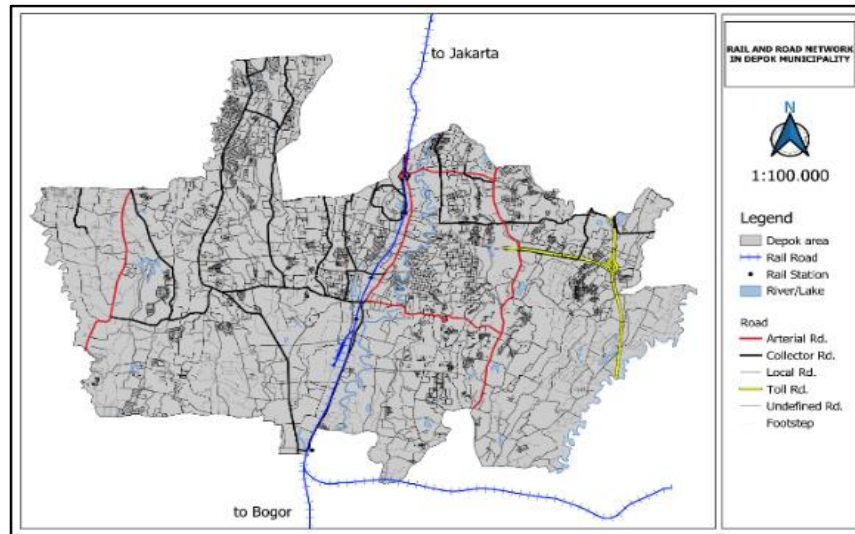 to Jakarta
to Bogor
RAIL AND ROAD NETWORK
IN DEPOK MUNICIPALITY
N
1:100.000
Legend
Depok area
Rail Road
Rail Station
River/Lake
Road
Arterial Rd.
Collector Rd.
Local Rd.
Toll Rd.
Undefined Rd.
Footstep